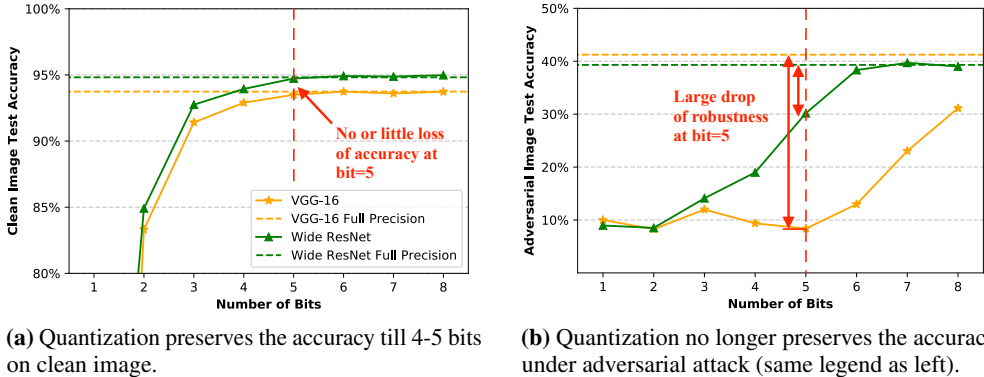 100%
95%
90%
85%
80%
Clean Image Test Accuracy
No or little loss
of accuracy at
bit=5
VGG-16
VGG-16 Full Precision
Wide ResNet
Wide ResNet Full Precision
1 2 3 4 5 6 7 8
Number of Bits
(a) Quantization preserves the accuracy till 4-5 bits
on clean image.
50%
40%
30%
20%
10%
Adversarial Image Test Accuracy
Large drop
of robustness
at bit=5
1 2 3 4 5 6 7 8
Number of Bits
(b) Quantization no longer preserves the accurac
under adversarial attack (same legend as left).